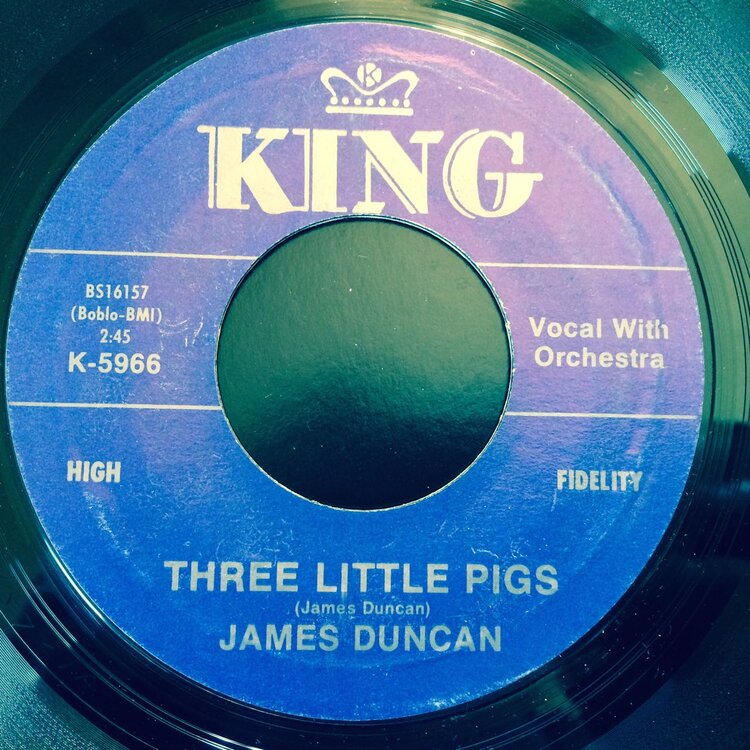 K
KING
BS16157
(Boblo-BMI)
2:45
K-5966
Vocal With
Orchestra
HIGH
FIDELITY
THREE LITTLE PIGS
(James Duncan)
JAMES DUNCAN